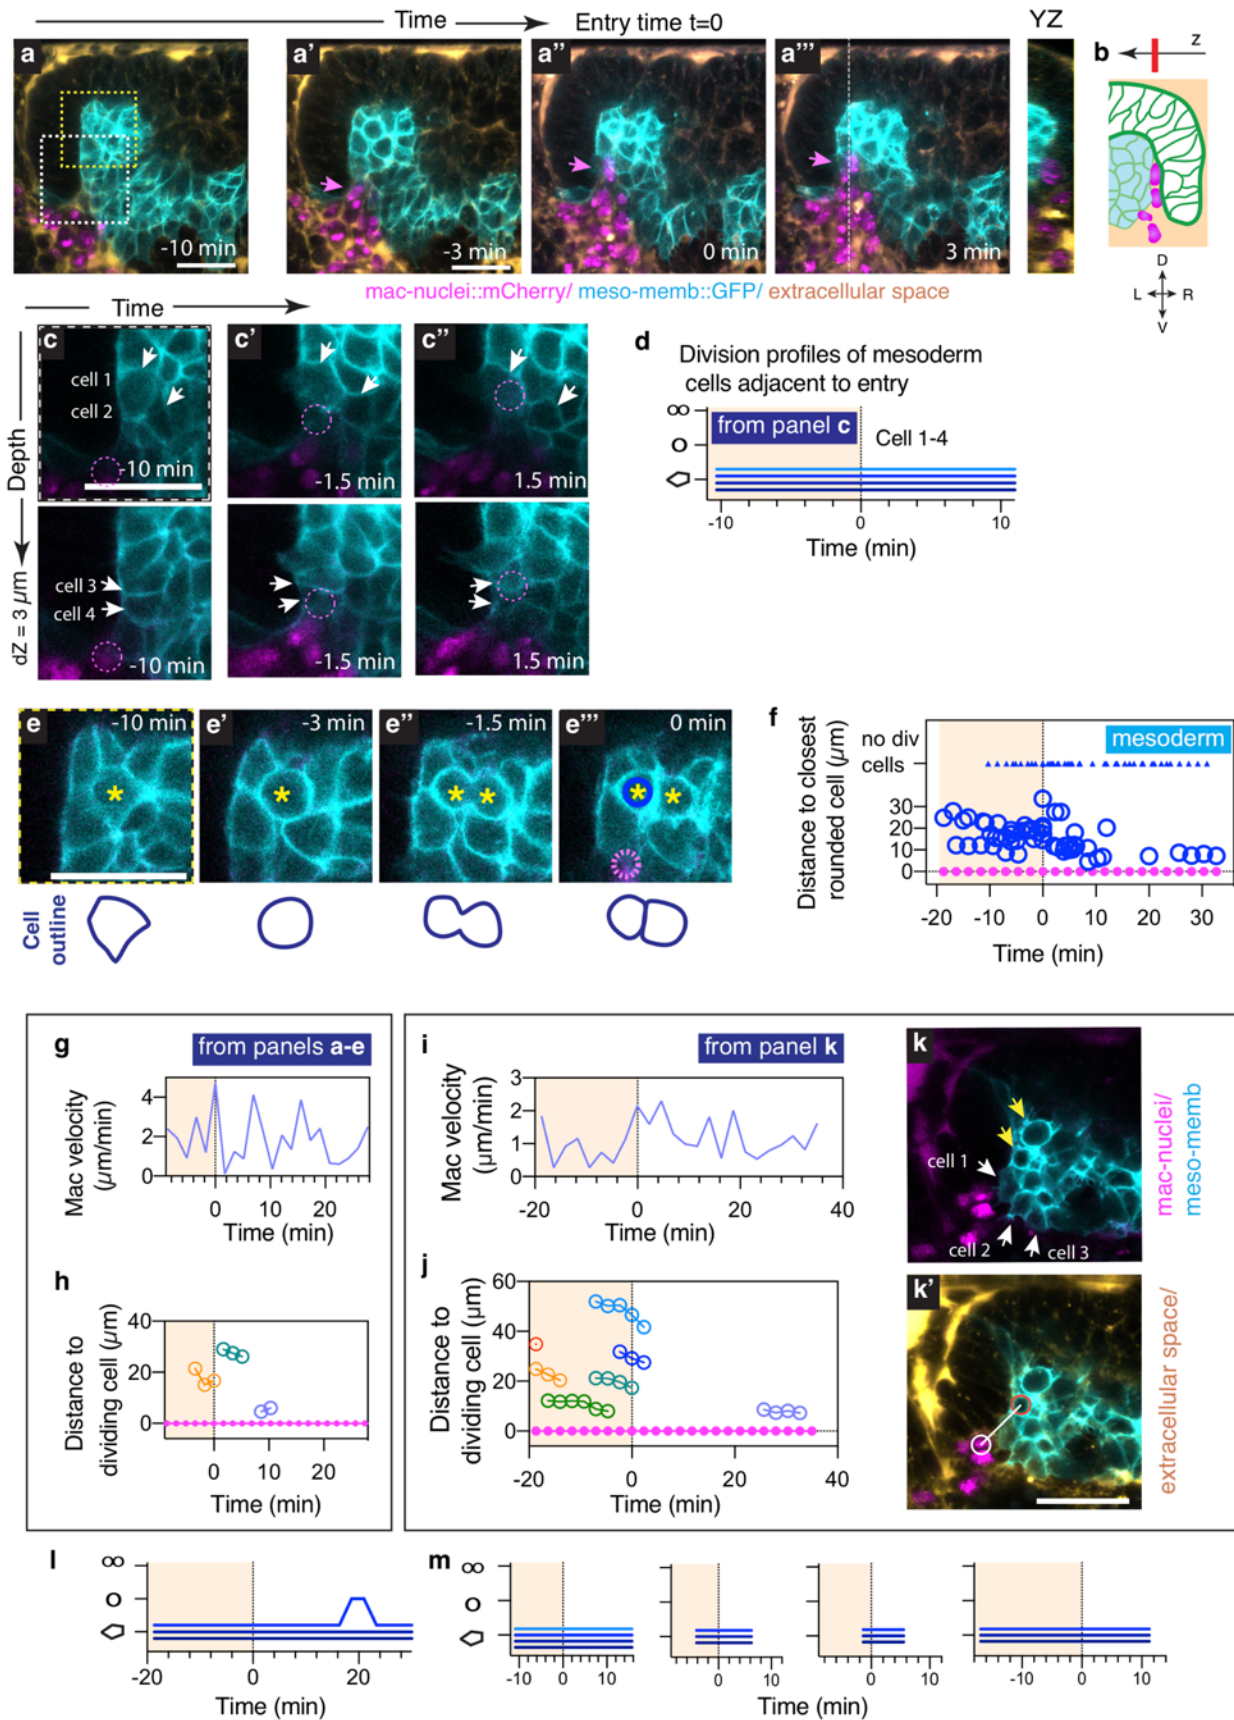 Time
Entry time t=0
YZ
a
-10 min
a'
-3 min
a''
0 min
a'''
3 min
b
z
D
L R
V
mac-nuclei::mCherry/ meso-memb::GFP/ extracellular space
Time
Depth
dZ = 3 µm
c
cell 1
cell 2
-10 min
c'
-1.5 min
c''
1.5 min
cell 3
cell 4
-10 min
-1.5 min
1.5 min
d
Division profiles of mesoderm
cells adjacent to entry
from panel c
Cell 1-4
-10 0 10
Time (min)
e
-10 min
*
e'
-3 min
*
e''
-1.5 min
* *
e'''
0 min
* *
Cell
outline
f
Distance to closest
rounded cell (µm)
no div
cells
mesoderm
30
20
10
0
-20 -10 0 10 20 30
Time (min)
g
from panels a-e
Mac velocity
(µm/min)
4
2
0
0 10 20
Time (min)
h
Distance to
dividing cell (µm)
40
20
0
0 10 20
Time (min)
i
from panel k
Mac velocity
(µm/min)
3
2
1
0
-20 0 20 40
Time (min)
j
Distance to
dividing cell (µm)
60
40
20
0
-20 0 20 40
Time (min)
k
cell 1
cell 2
cell 3
mac-nuclei/
meso-memb
k'
extracellular space/
l
-20 0 20
Time (min)
m
-10 0 10
0 10
0 10
-10 0 10
Time (min)